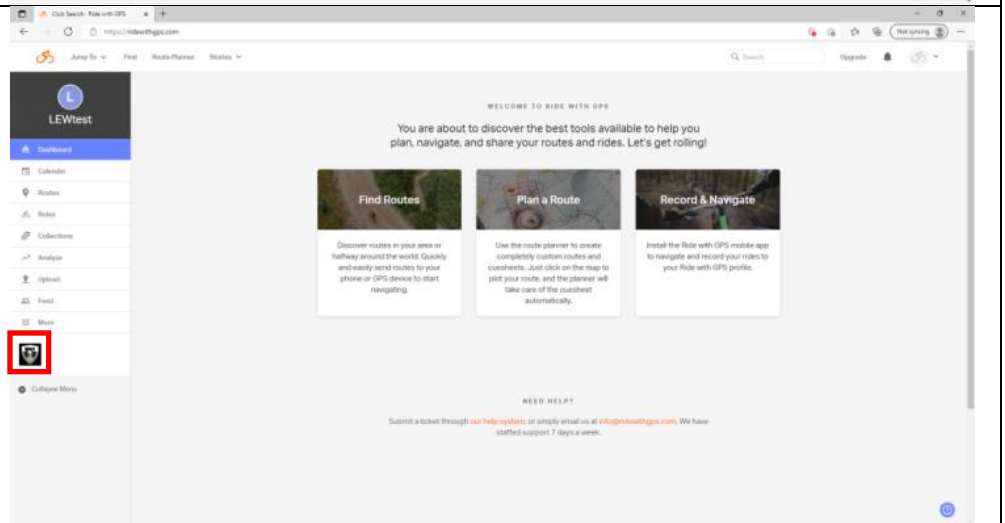 Club Search - Ride with GPS
https://ridewithgps.com
Not syncing
Jump To
Find
Route Planner
Stories
Search
Upgrade
L
LEWtest
Dashboard
Calendar
Routes
Rides
Collections
Analyze
Upload
Feed
More
Collapse Menu
WELCOME TO RIDE WITH GPS
You are about to discover the best tools available to help you
plan, navigate, and share your routes and rides. Let's get rolling!
Find Routes
Discover routes in your area or
halfway around the world. Quickly
and easily send routes to your
phone or GPS device to start
navigating.
Plan a Route
Use the route planner to create
completely custom routes and
cuesheets. Just click on the map to
plot your route, and the planner will
take care of the cuesheet
automatically.
Record & Navigate
Install the Ride with GPS mobile app
to navigate and record your rides to
your Ride with GPS profile.
NEED HELP?
Submit a ticket through our help system, or simply email us at info@ridewithgps.com. We have
staffed support 7 days a week.